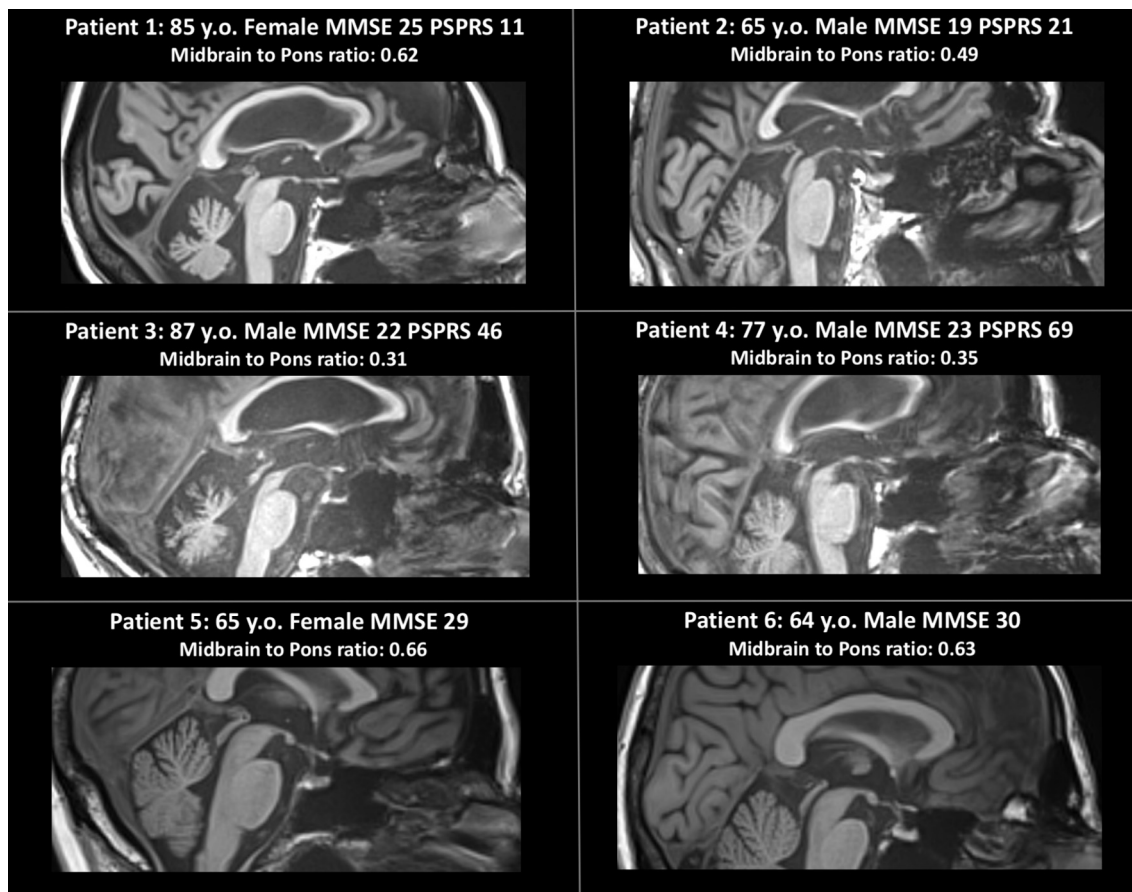 Patient 1: 85 y.o. Female MMSE 25 PSPRS 11
Midbrain to Pons ratio: 0.62
Patient 2: 65 y.o. Male MMSE 19 PSPRS 21
Midbrain to Pons ratio: 0.49
Patient 3: 87 y.o. Male MMSE 22 PSPRS 46
Midbrain to Pons ratio: 0.31
Patient 4: 77 y.o. Male MMSE 23 PSPRS 69
Midbrain to Pons ratio: 0.35
Patient 5: 65 y.o. Female MMSE 29
Midbrain to Pons ratio: 0.66
Patient 6: 64 y.o. Male MMSE 30
Midbrain to Pons ratio: 0.63